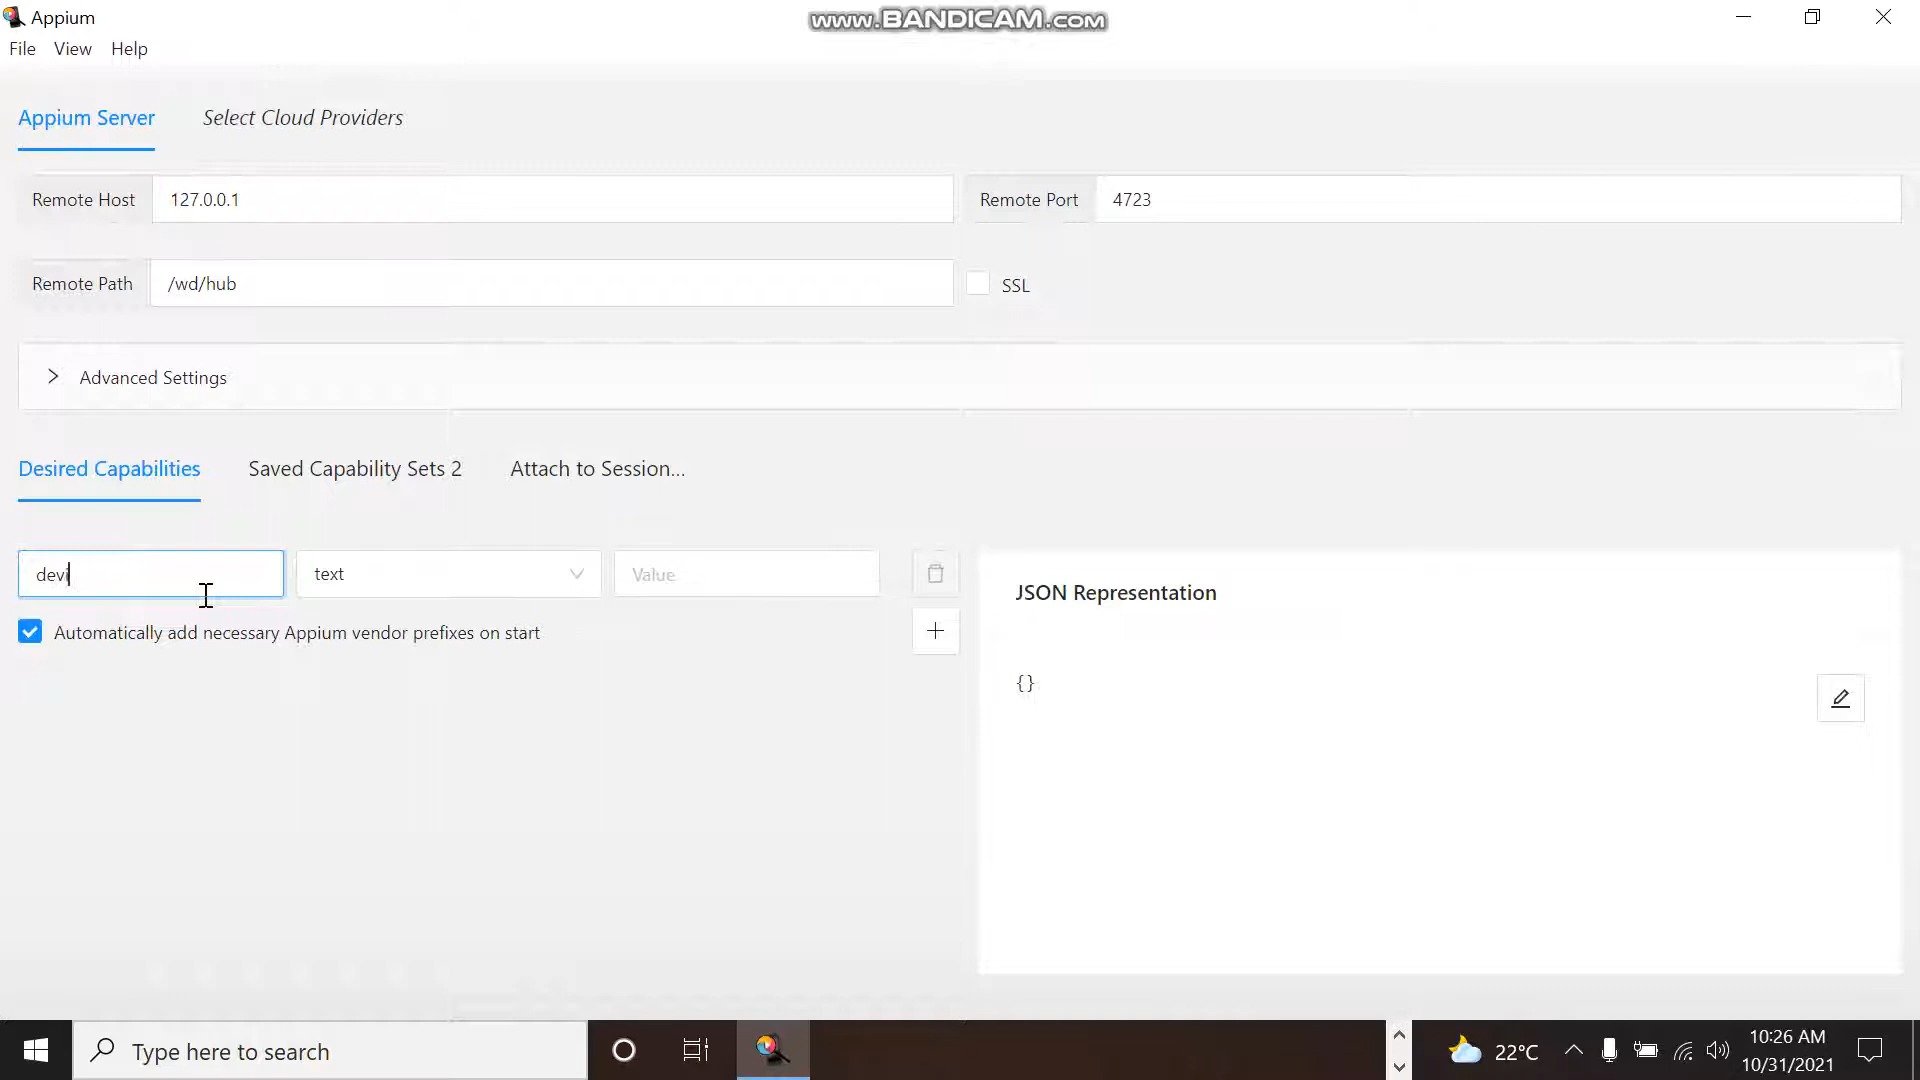 Appium
www.BANDICAM.com
File View Help
Appium Server Select Cloud Providers
Remote Host 127.0.0.1 Remote Port 4723
Remote Path /wd/hub SSL
Advanced Settings
Desired Capabilities Saved Capability Sets 2 Attach to Session...
devi text Value
JSON Representation
Automatically add necessary Appium vendor prefixes on start
{}
Type here to search
22°C
10:26 AM
10/31/2021